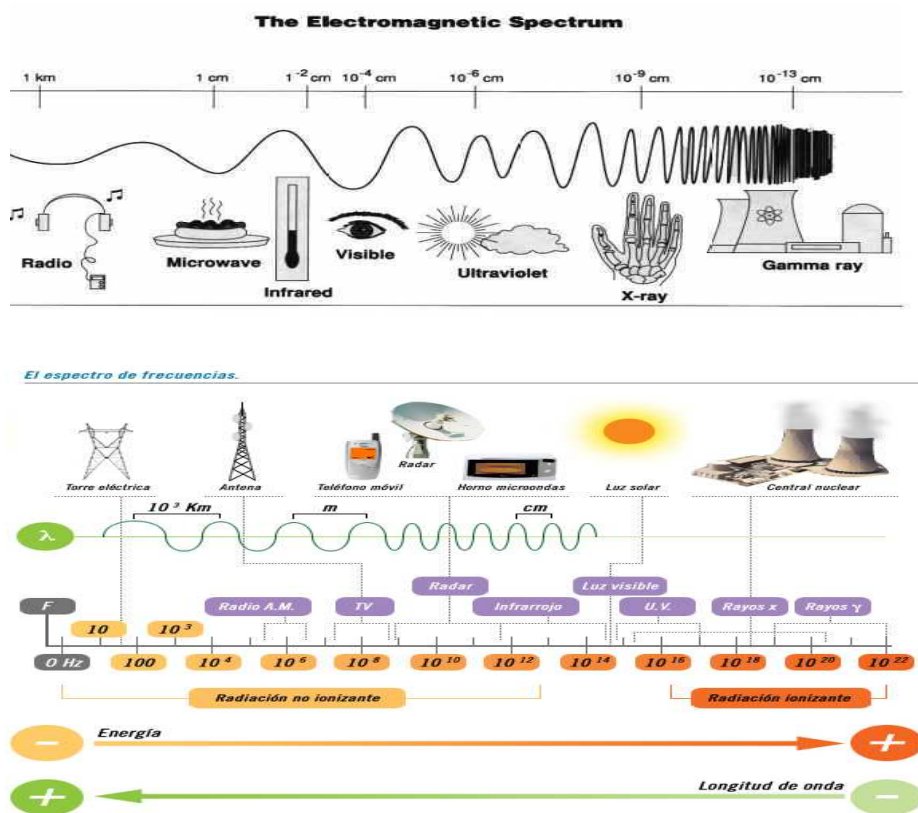 The Electromagnetic Spectrum
1 km 1 cm 1⁻² cm 10⁻⁴ cm 10⁻⁶ cm 10⁻⁹ cm 10⁻¹³ cm
Radio
Microwave
Infrared
Visible
Ultraviolet
X-ray
Gamma ray
El espectro de frecuencias.
Radar
Torre eléctrica Antena Teléfono móvil Horno microondas Luz solar Central nuclear
10³ Km m cm
λ
Radar Luz visible
F Radio A.M. TV Infrarrojo U.V. Rayos x Rayos γ
10 10³
0 Hz 100 10⁴ 10⁶ 10⁸ 10¹⁰ 10¹² 10¹⁴ 10¹⁶ 10¹⁸ 10²⁰ 10²²
Radiación no ionizante Radiación ionizante
Energía
− +
Longitud de onda
+ −